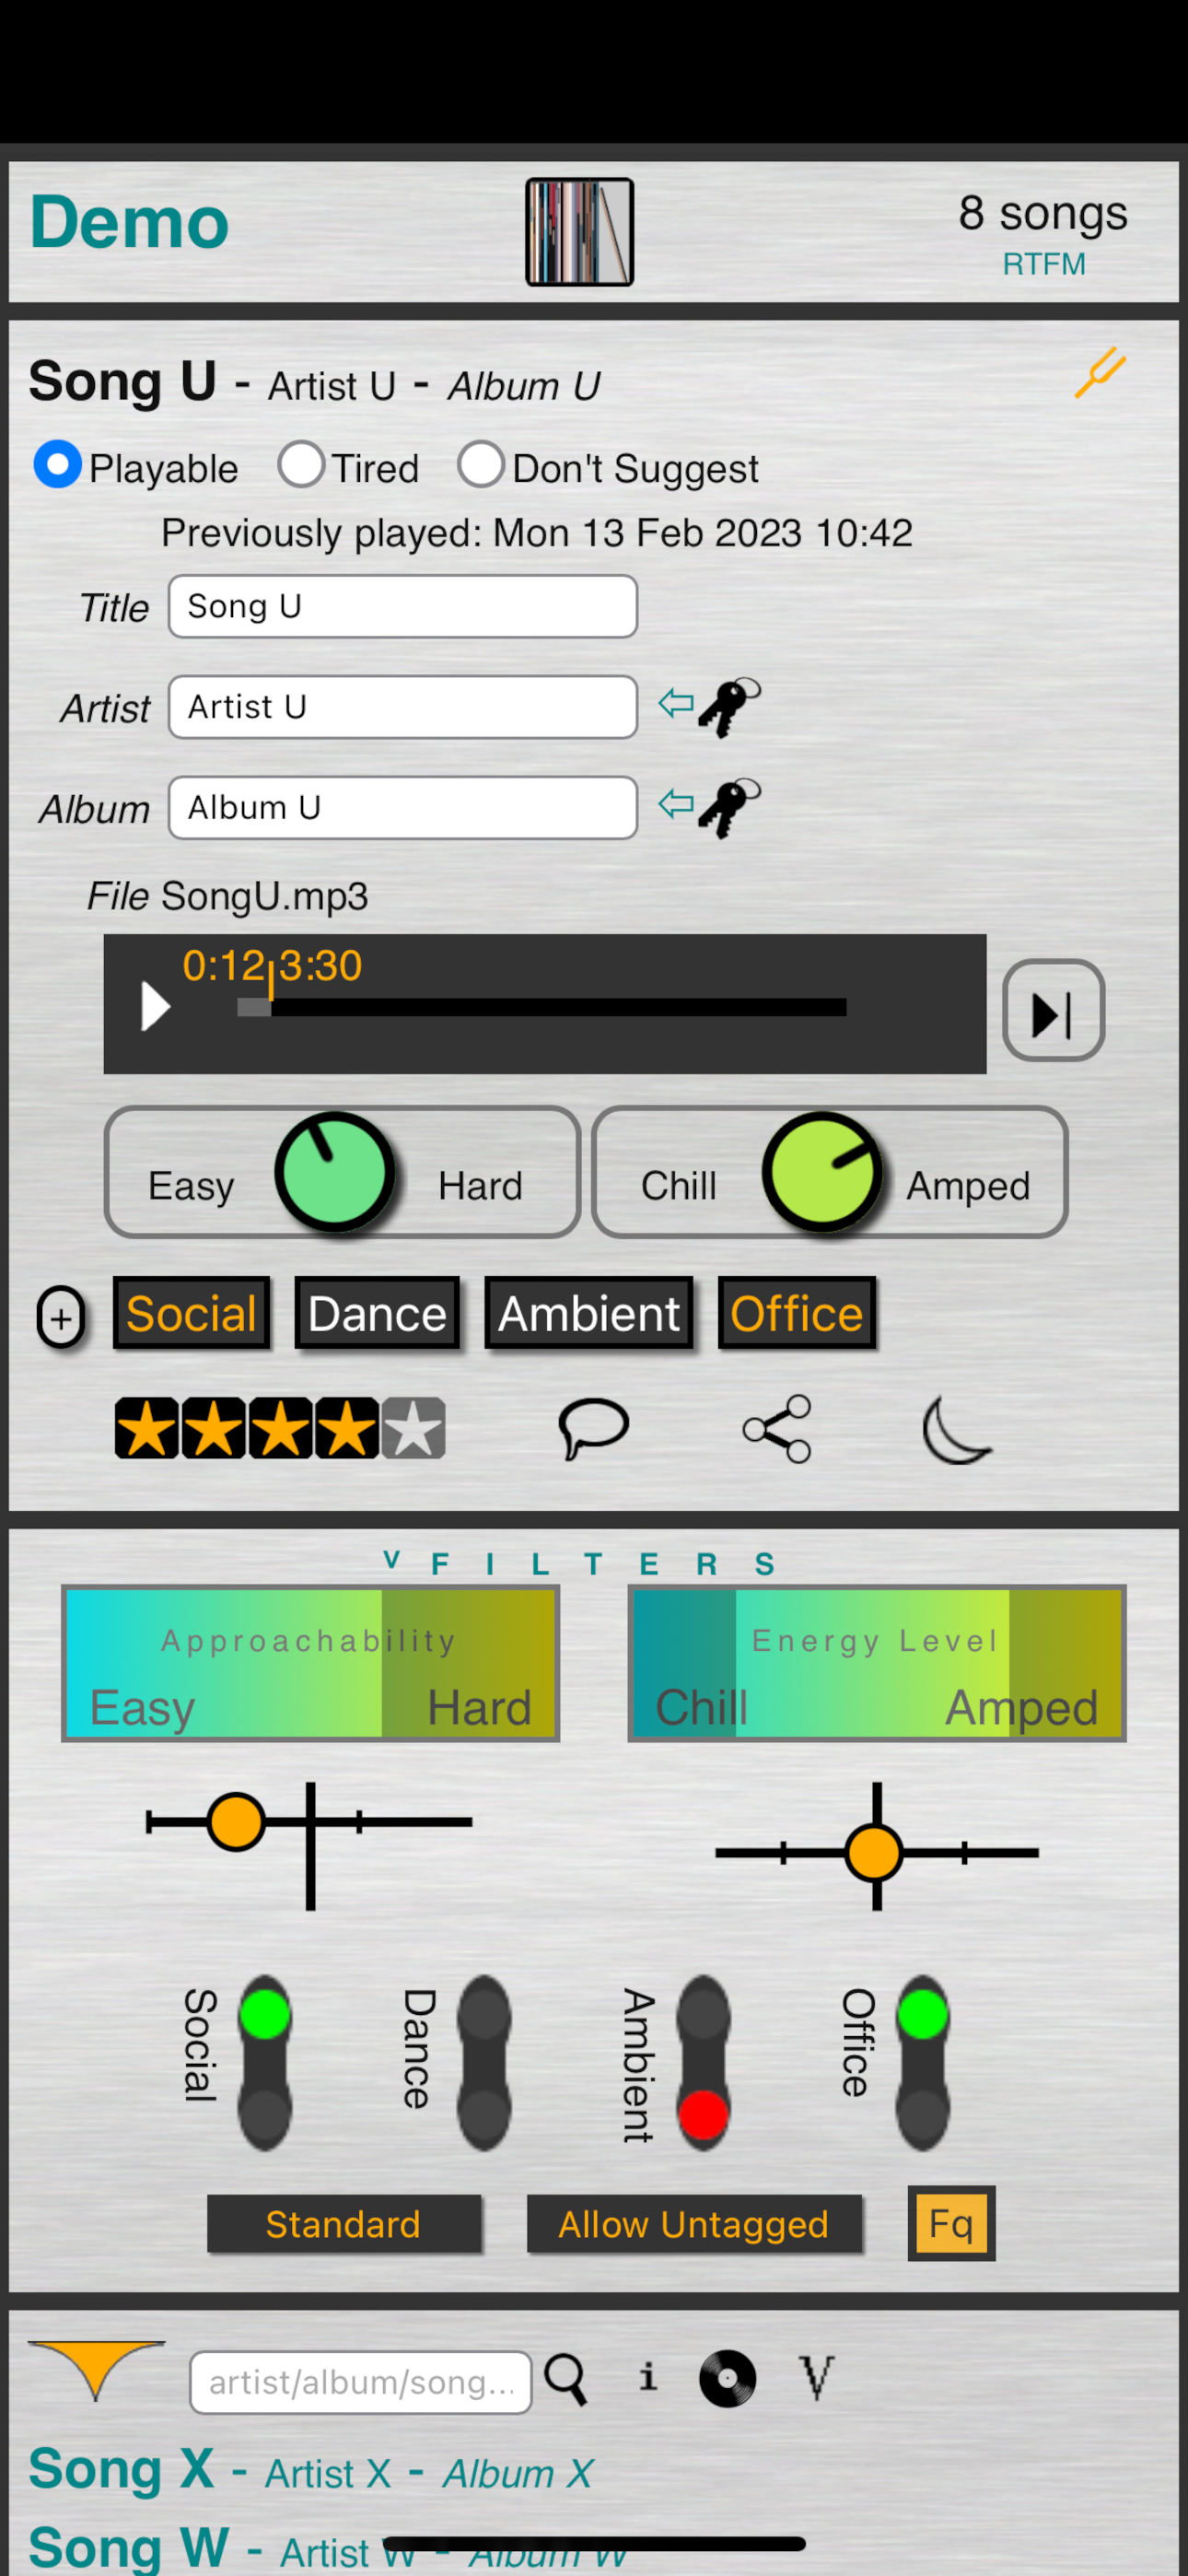 Demo
8 songs
RTFM
Song U - Artist U - Album U
Playable Tired Don't Suggest
Previously played: Mon 13 Feb 2023 10:42
Title Song U
Artist Artist U
Album Album U
File SongU.mp3
0:12 3:30
Easy Hard Chill Amped
+ Social Dance Ambient Office
v FILTERS
Approachability Energy Level
Easy Hard Chill Amped
Social Dance Ambient Office
Standard Allow Untagged Fq
artist/album/song... i V
Song X - Artist X - Album X
Song W - Artist W - Album W